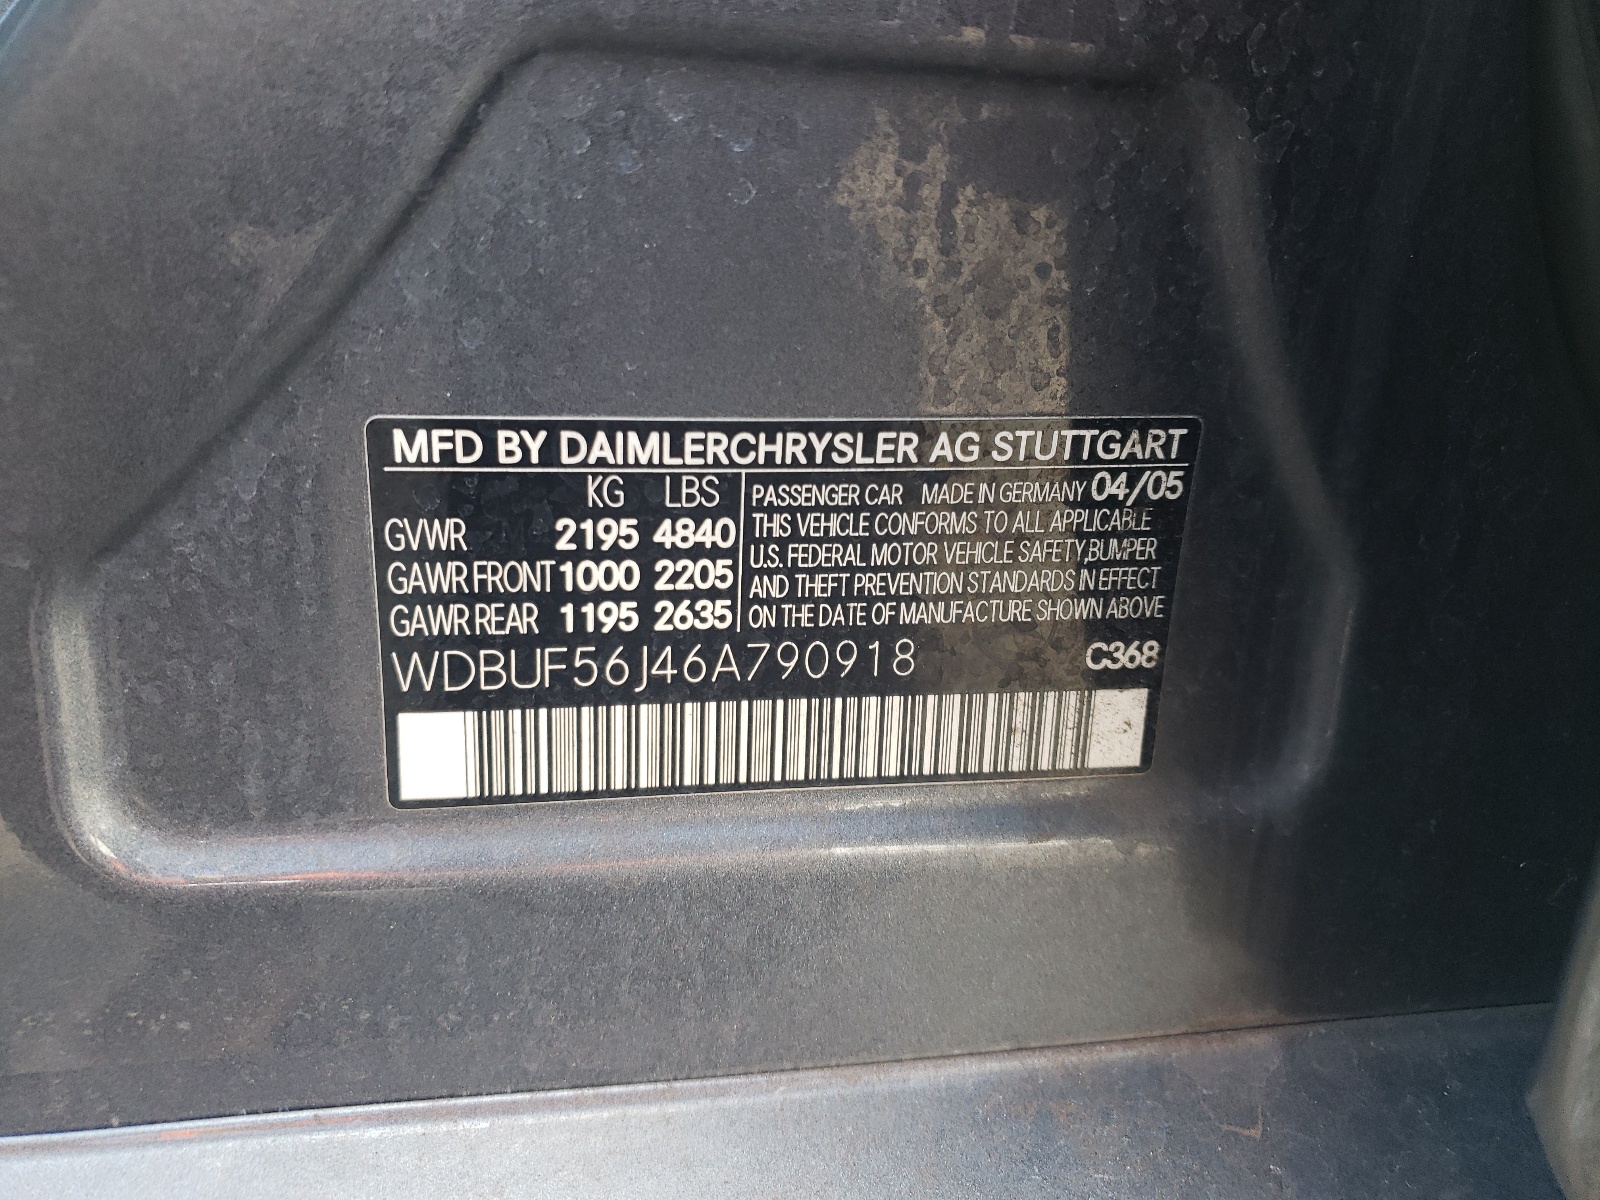 MFD BY DAIMLERCHRYSLER AG STUTTGART
KG LBS
GVWR 2195 4840
GAWR FRONT 1000 2205
GAWR REAR 1195 2635
PASSENGER CAR MADE IN GERMANY 04/05
THIS VEHICLE CONFORMS TO ALL APPLICABLE
U.S. FEDERAL MOTOR VEHICLE SAFETY,BUMPER
AND THEFT PREVENTION STANDARDS IN EFFECT
ON THE DATE OF MANUFACTURE SHOWN ABOVE
WDBUF56J46A790918 C368